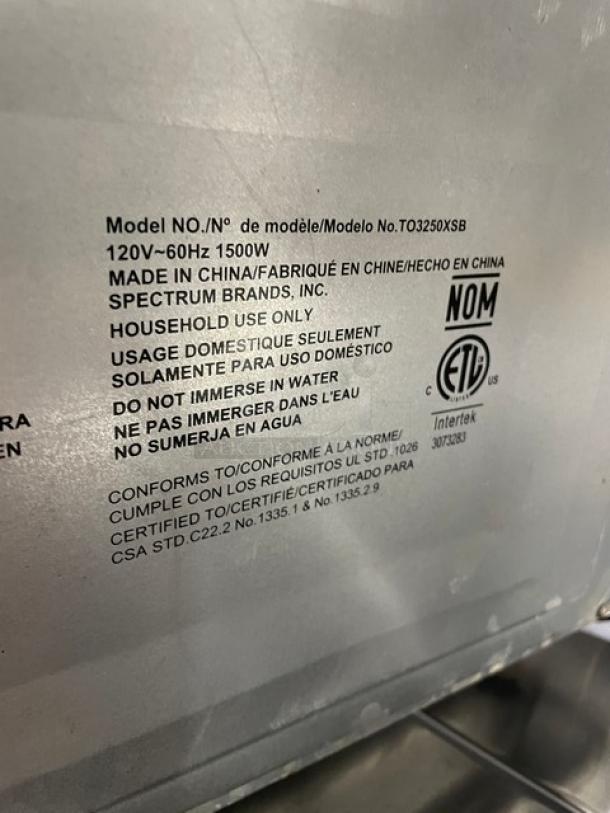 Model NO./Nº de modèle/Modelo No.TO3250XSB
120V~60Hz 1500W
MADE IN CHINA/FABRIQUÉ EN CHINE/HECHO EN CHINA
SPECTRUM BRANDS, INC.
HOUSEHOLD USE ONLY
USAGE DOMESTIQUE SEULEMENT
SOLAMENTE PARA USO DOMÉSTICO
DO NOT IMMERSE IN WATER
NE PAS IMMERGER DANS L'EAU
NO SUMERJA EN AGUA
CONFORMS TO/CONFORME À LA NORME/
CUMPLE CON LOS REQUISITOS UL STD .1026
CERTIFIED TO/CERTIFIÉ/CERTIFICADO PARA
CSA STD.C22.2 No.1335.1 & No.1335.2.9
NOM
ETL
LISTED
C US
Intertek
3073283
RA
EN